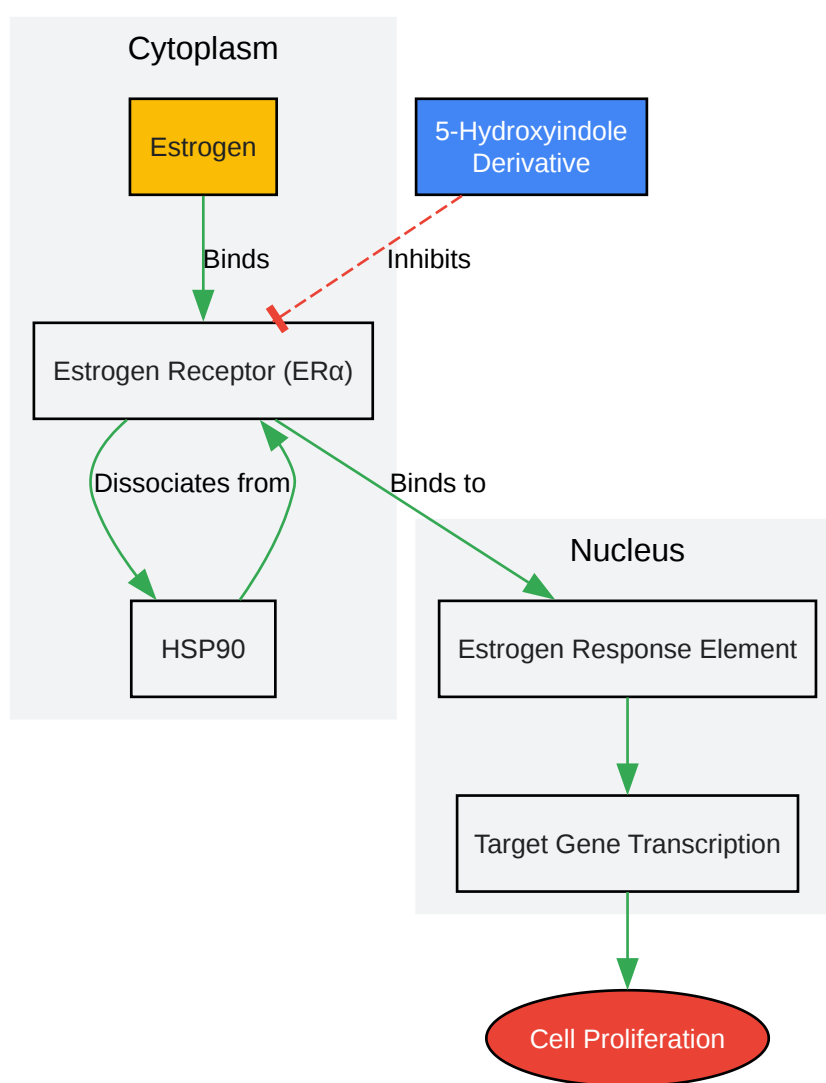 Cytoplasm
Estrogen
5-Hydroxyindole
Derivative
Binds
Inhibits
Estrogen Receptor (ERα)
Dissociates from
Binds to
Nucleus
HSP90
Estrogen Response Element
Target Gene Transcription
Cell Proliferation